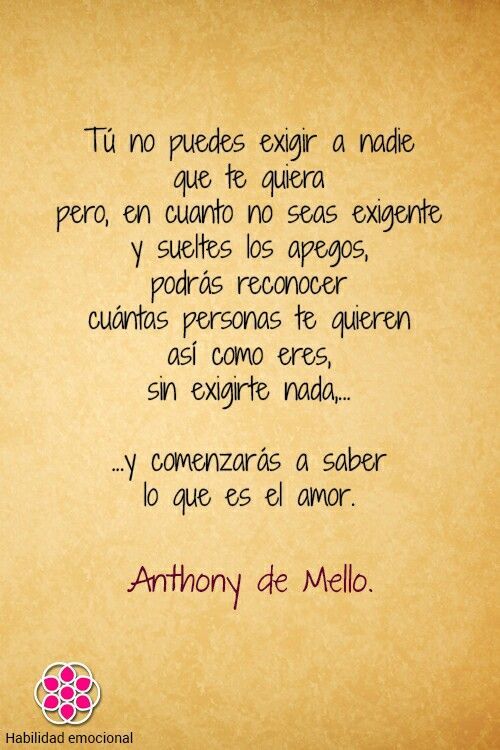 Tú no puedes exigir a nadie
que te quiera
pero, en cuanto no seas exigente
y sueltes los apegos,
podrás reconocer
cuántas personas te quieren
así como eres,
sin exigirte nada,...
...y comenzarás a saber
lo que es el amor.
Anthony de Mello.
Habilidad emocional